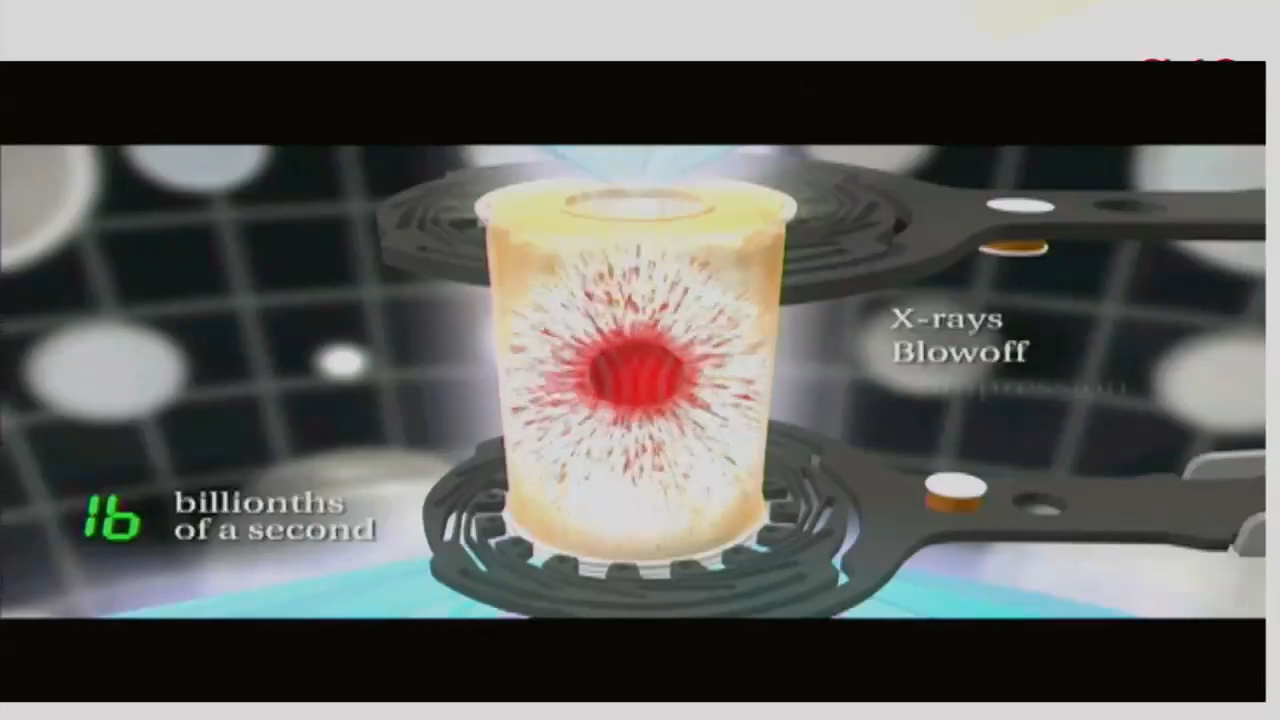 X-rays
Blowoff
16 billionths
of a second